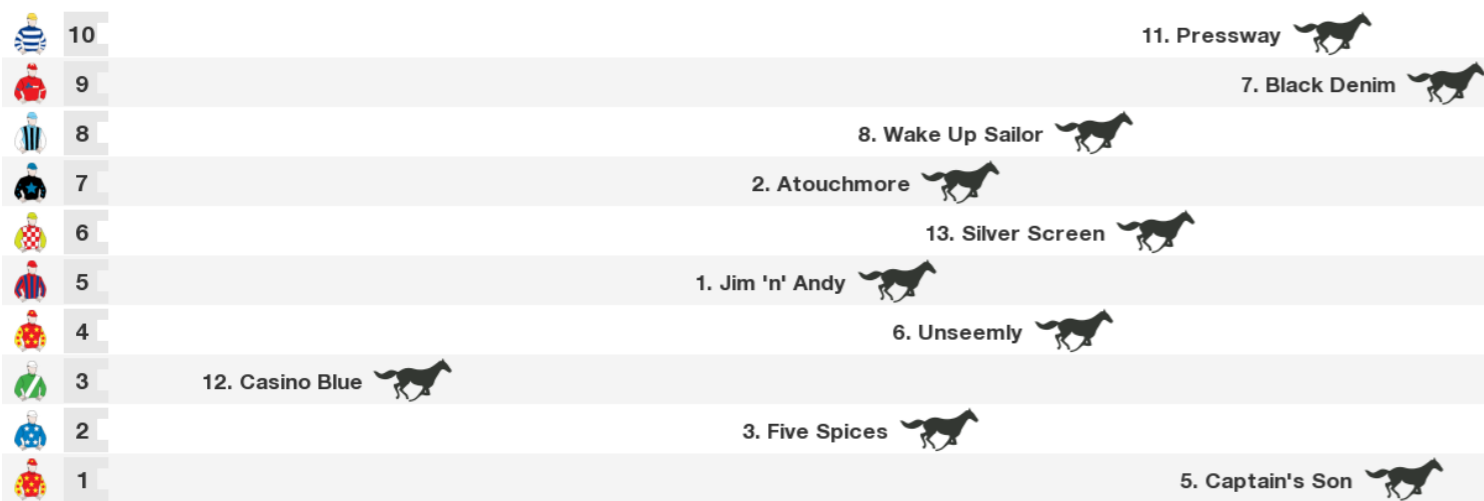 10 11. Pressway
9 7. Black Denim
8 8. Wake Up Sailor
7 2. Atouchmore
6 13. Silver Screen
5 1. Jim 'n' Andy
4 6. Unseemly
3 12. Casino Blue
2 3. Five Spices
1 5. Captain's Son